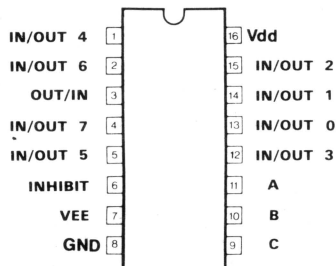 IN/OUT 4 1 16 Vdd
IN/OUT 6 2 15 IN/OUT 2
OUT/IN 3 14 IN/OUT 1
IN/OUT 7 4 13 IN/OUT 0
IN/OUT 5 5 12 IN/OUT 3
INHIBIT 6 11 A
VEE 7 10 B
GND 8 9 C